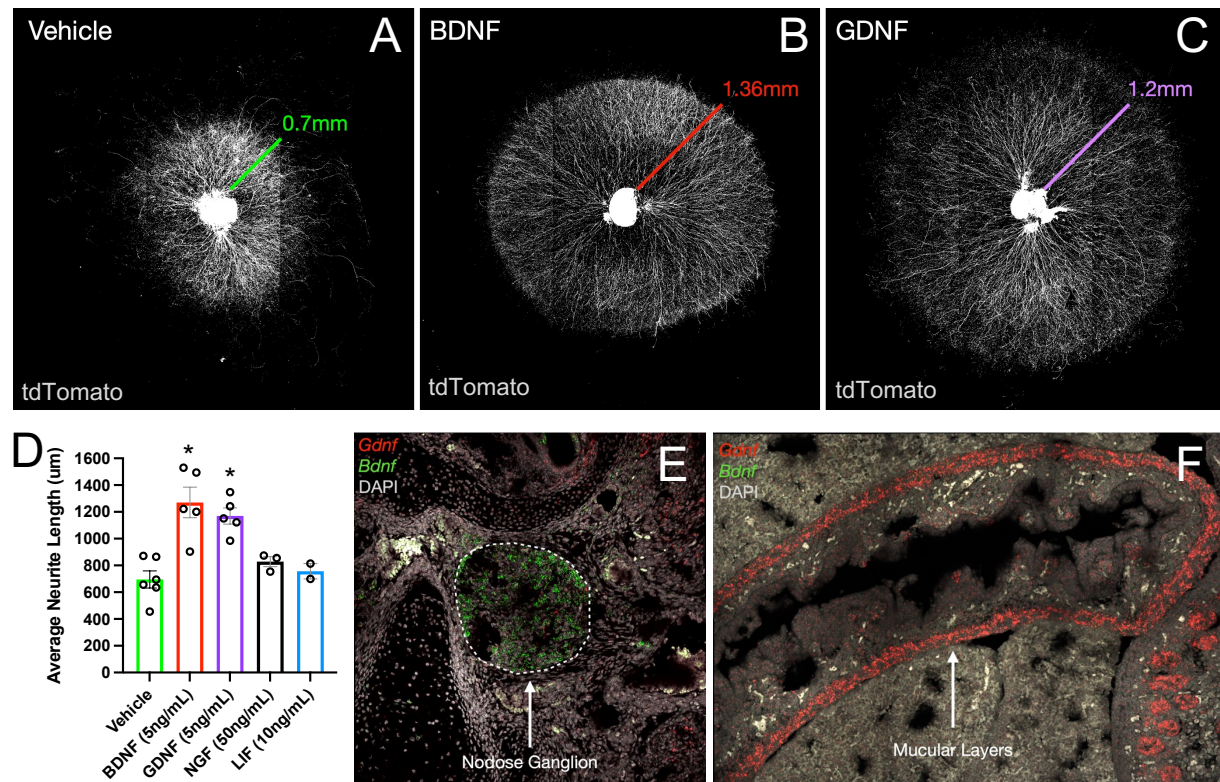 Vehicle
A
0.7mm
tdTomato
BDNF
B
1.36mm
tdTomato
GDNF
C
1.2mm
tdTomato
D
Average Neurite Length (um)
1600
1400
1200
1000
800
600
400
200
0
*
*
Vehicle
BDNF (5ng/mL)
GDNF (5ng/mL)
NGF (50ng/mL)
LIF (10ng/mL)
Gdnf
Bdnf
DAPI
E
Nodose Ganglion
Gdnf
Bdnf
DAPI
F
Mucular Layers